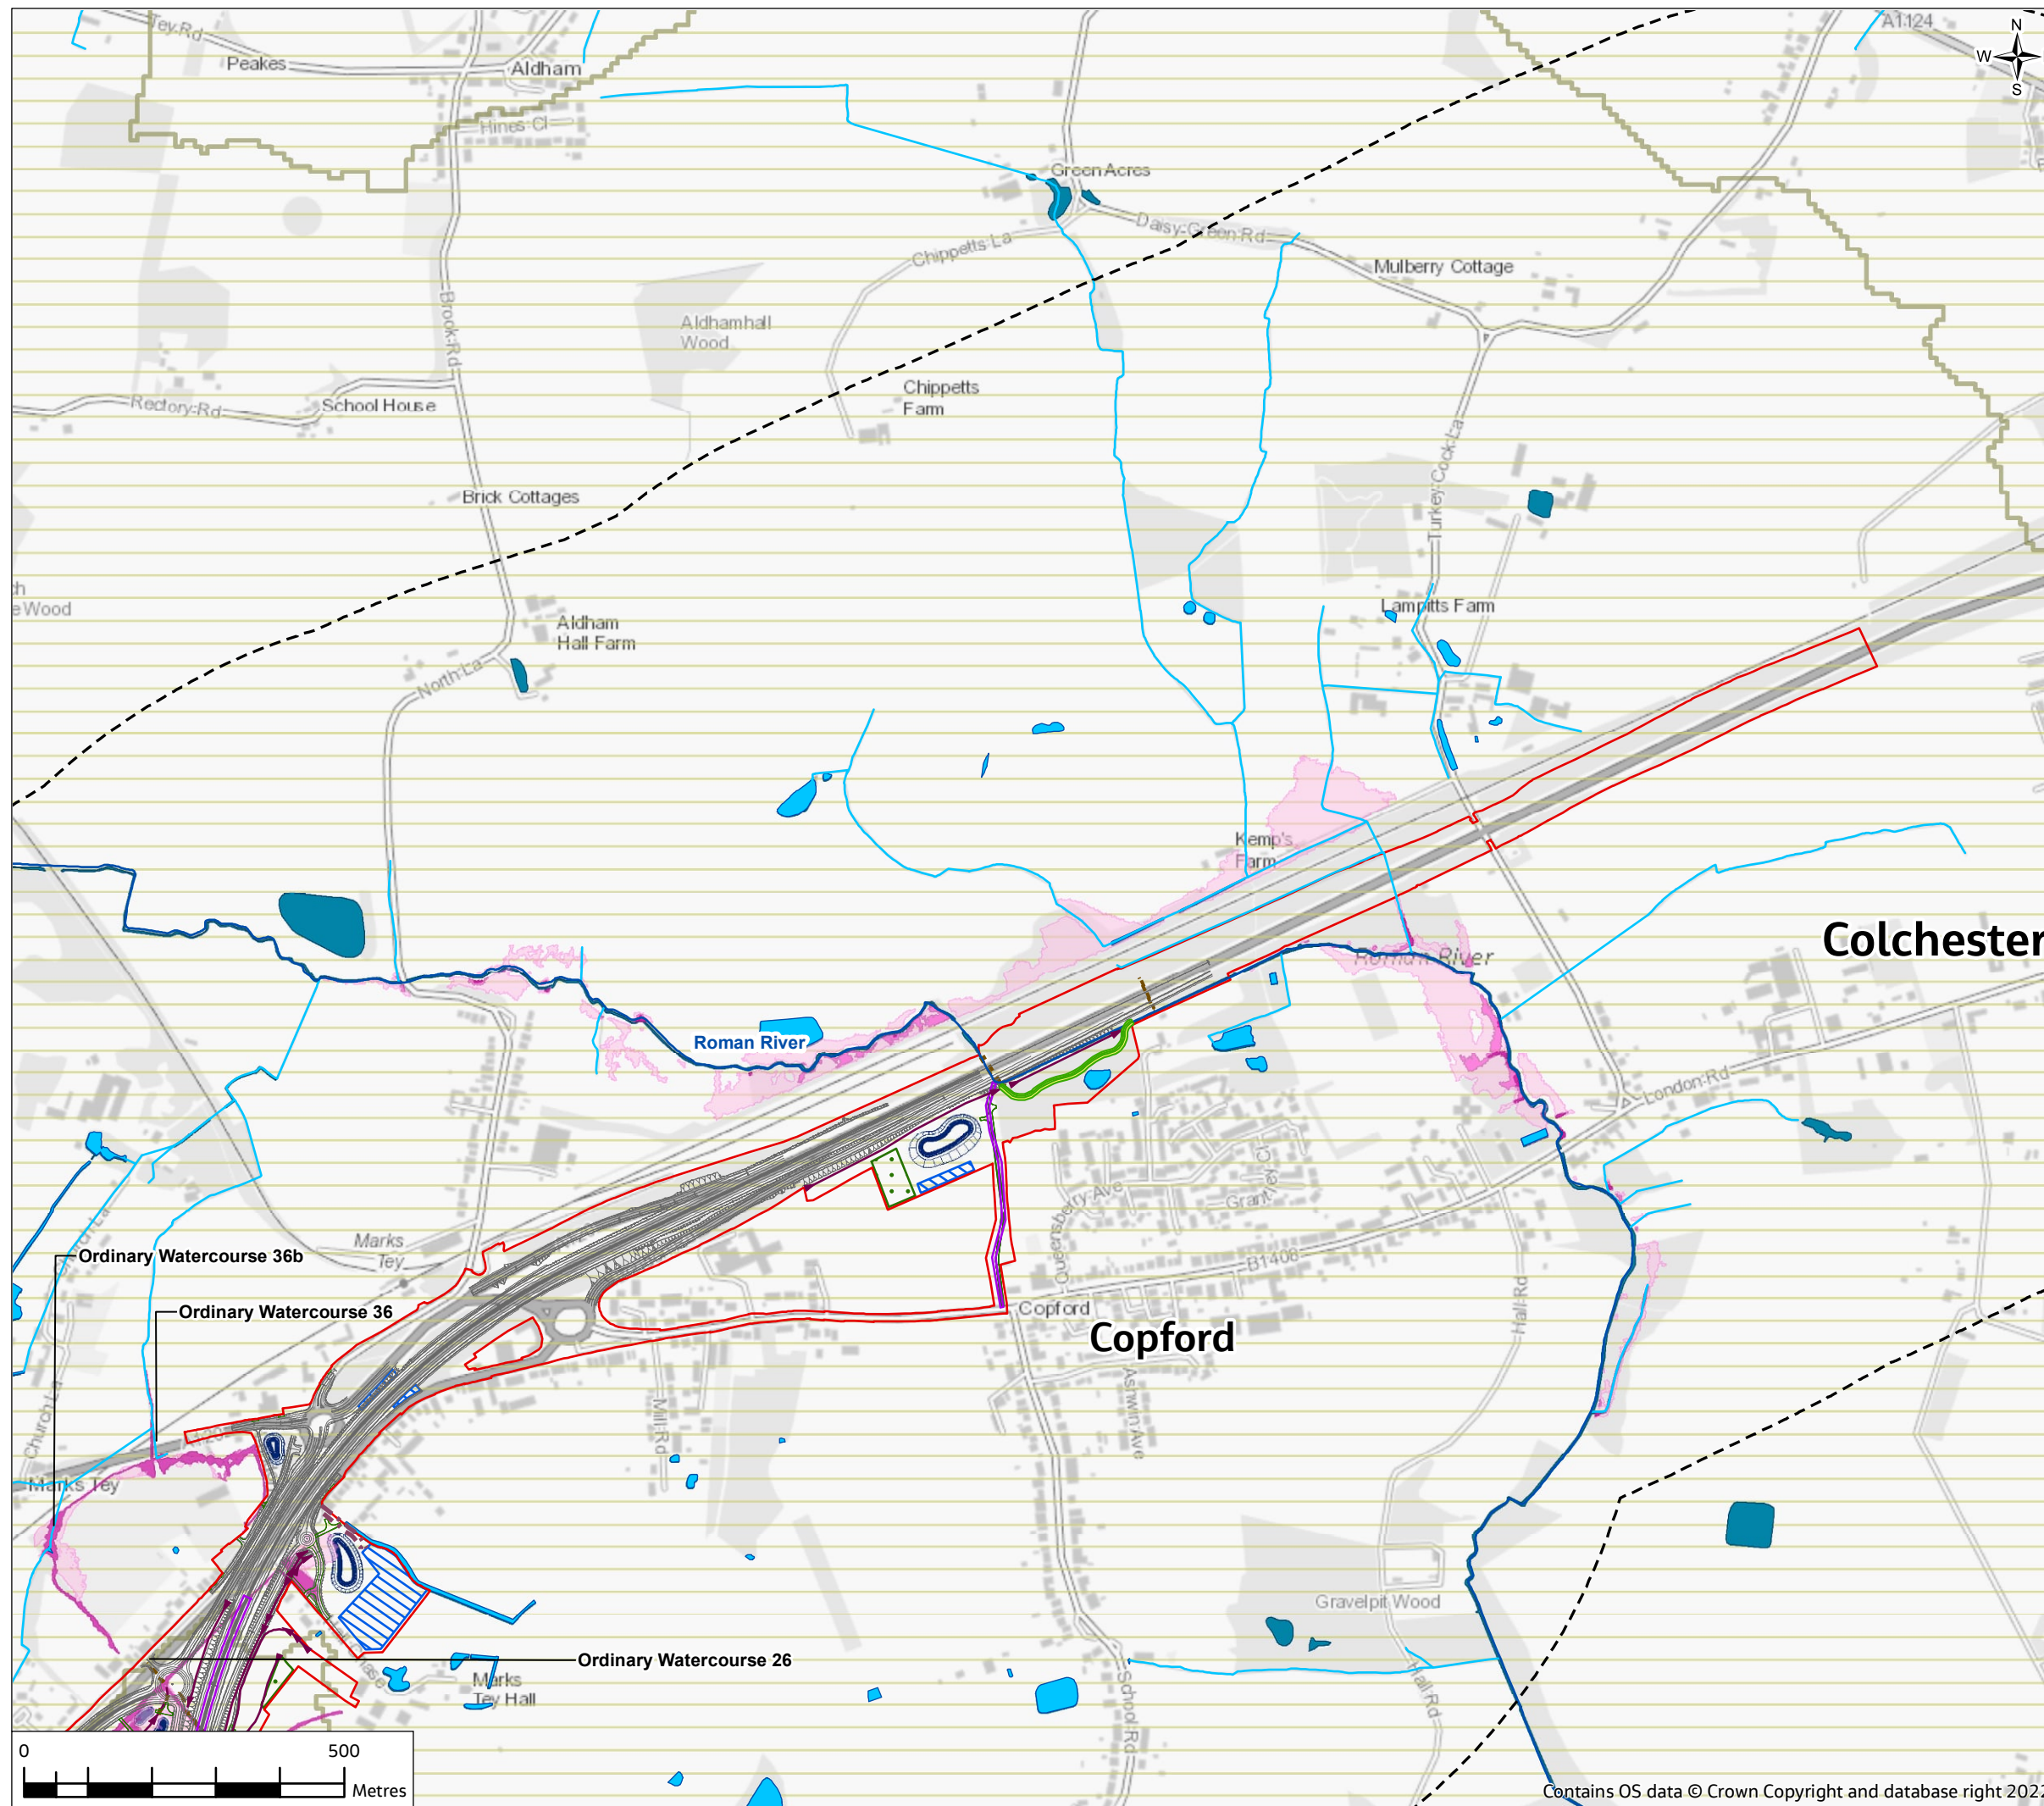 Tey Rd
Peakes
Aldham
Hines Cl
A1124
N
W
S
Green Acres
Daisy Green Rd
Chippetts La
Mulberry Cottage
Brook Rd
Aldhamhall
Wood
Chippetts
Farm
Rectory Rd
School House
Turkey Cock La
Brick Cottages
e Wood
Lampitts Farm
Aldham
Hall Farm
North La
Kemp's
Farm
Colchester
Roman River
Roman River
London Rd
Queensberry Ave
Grantley Cl
Marks
Tey
Ordinary Watercourse 36b
B1408
Ordinary Watercourse 36
Copford
Hall Rd
Copford
Ashwin Ave
Mill Rd
Church La
Marks Tey
Gravelpit Wood
Ordinary Watercourse 26
Marks
Tey Hall
Hall Rd
School Rd
0 500
Metres
Contains OS data © Crown Copyright and database right 202